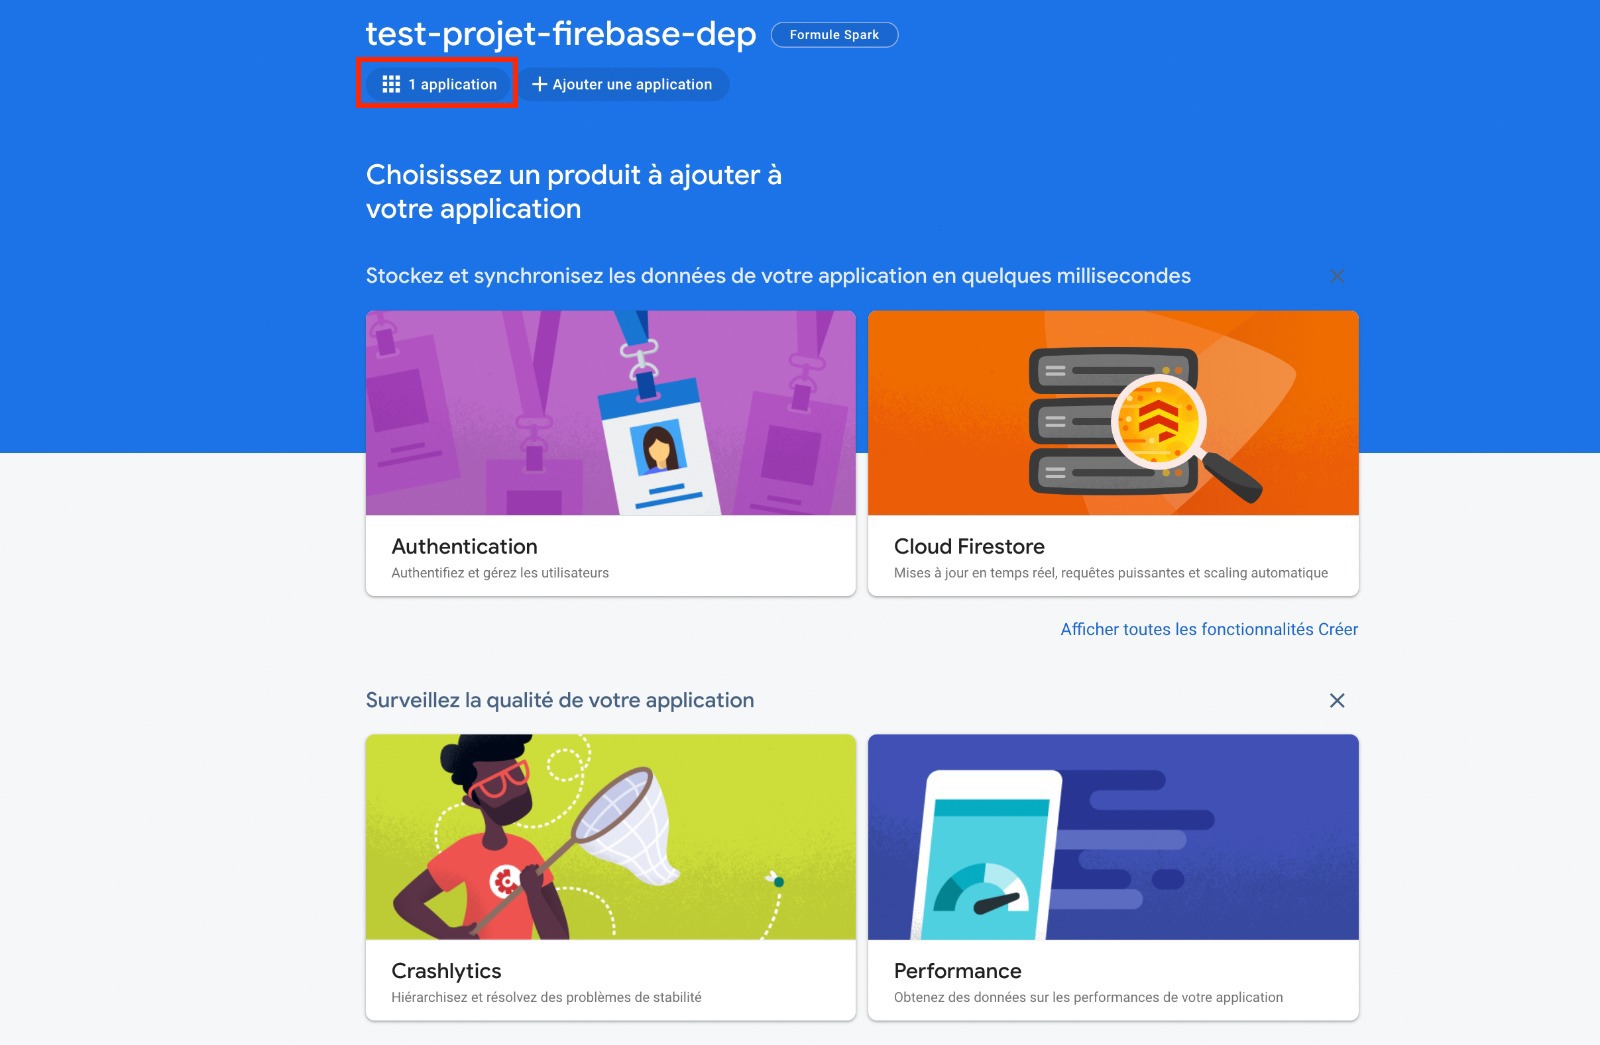 test-projet-firebase-dep
Formule Spark
1 application
Ajouter une application
Choisissez un produit à ajouter à
votre application
Stockez et synchronisez les données de votre application en quelques millisecondes
Authentication
Authentifiez et gérez les utilisateurs
Cloud Firestore
Mises à jour en temps réel, requêtes puissantes et scaling automatique
Afficher toutes les fonctionnalités Créer
Surveillez la qualité de votre application
Crashlytics
Hiérarchisez et résolvez des problèmes de stabilité
Performance
Obtenez des données sur les performances de votre application